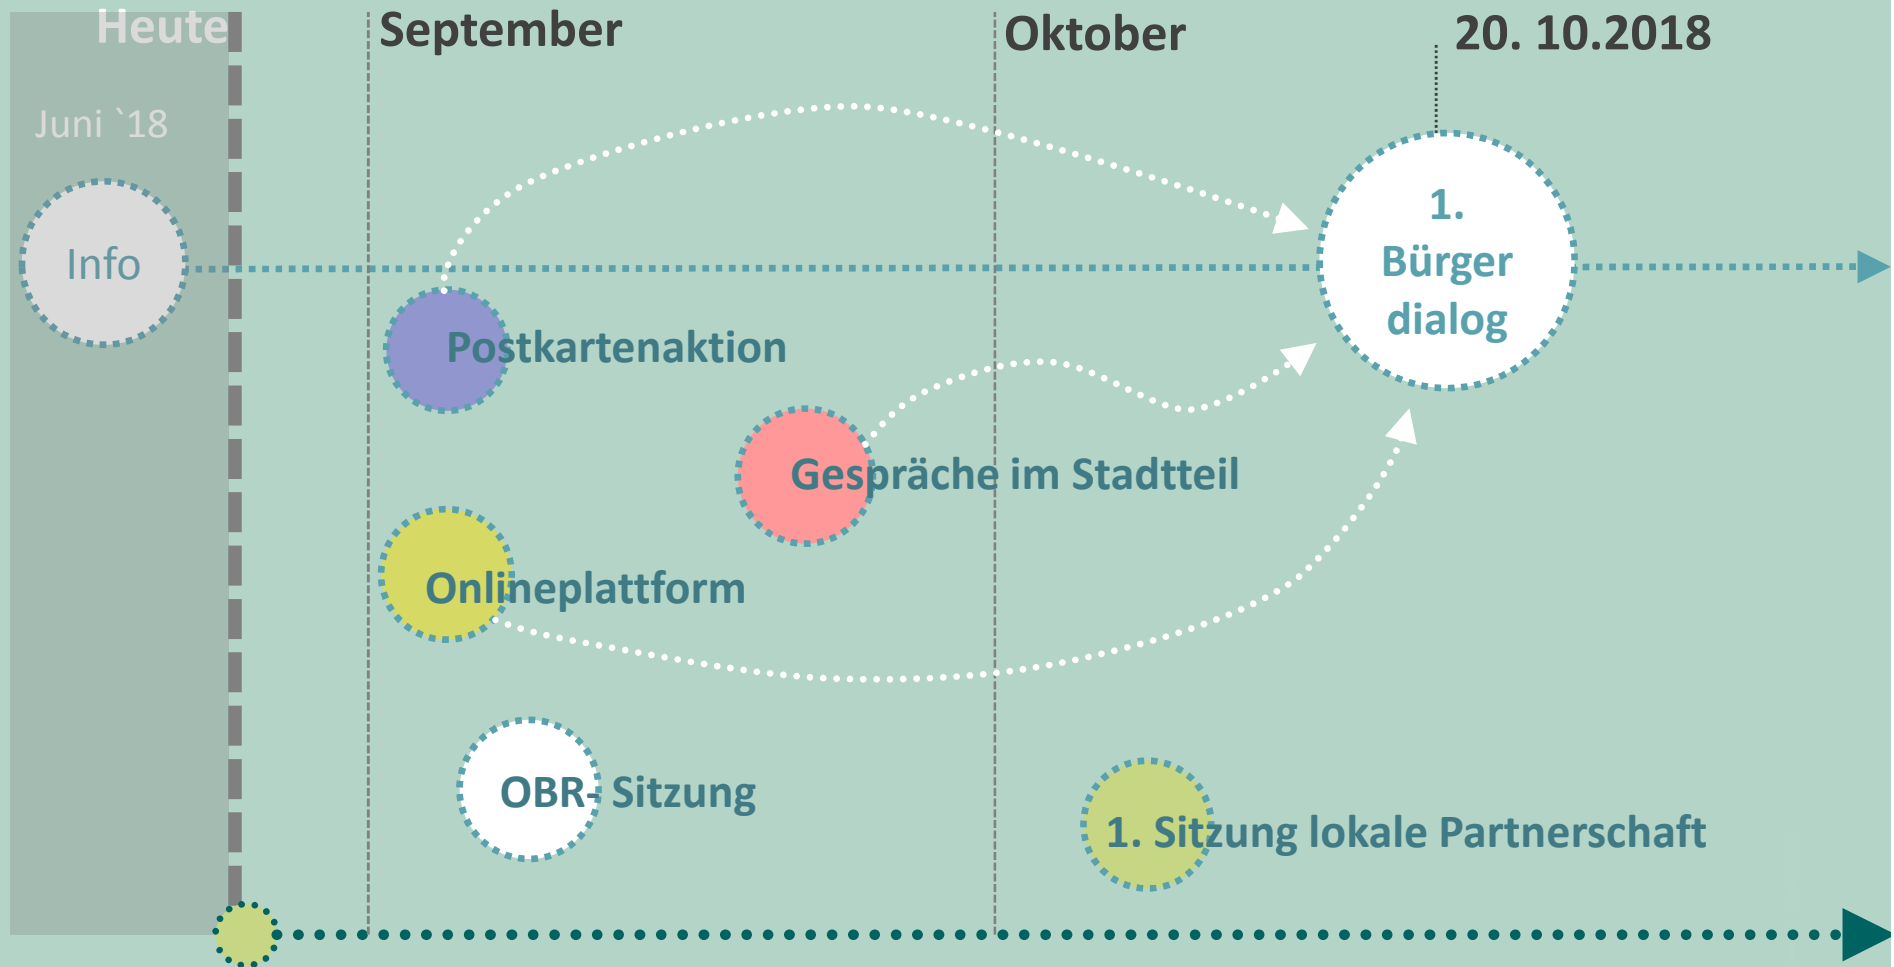 Heute
September
Oktober
20. 10.2018
Juni `18
Info
1.
Bürger
dialog
Postkartenaktion
Gespräche im Stadtteil
Onlineplattform
OBR- Sitzung
1. Sitzung lokale Partnerschaft